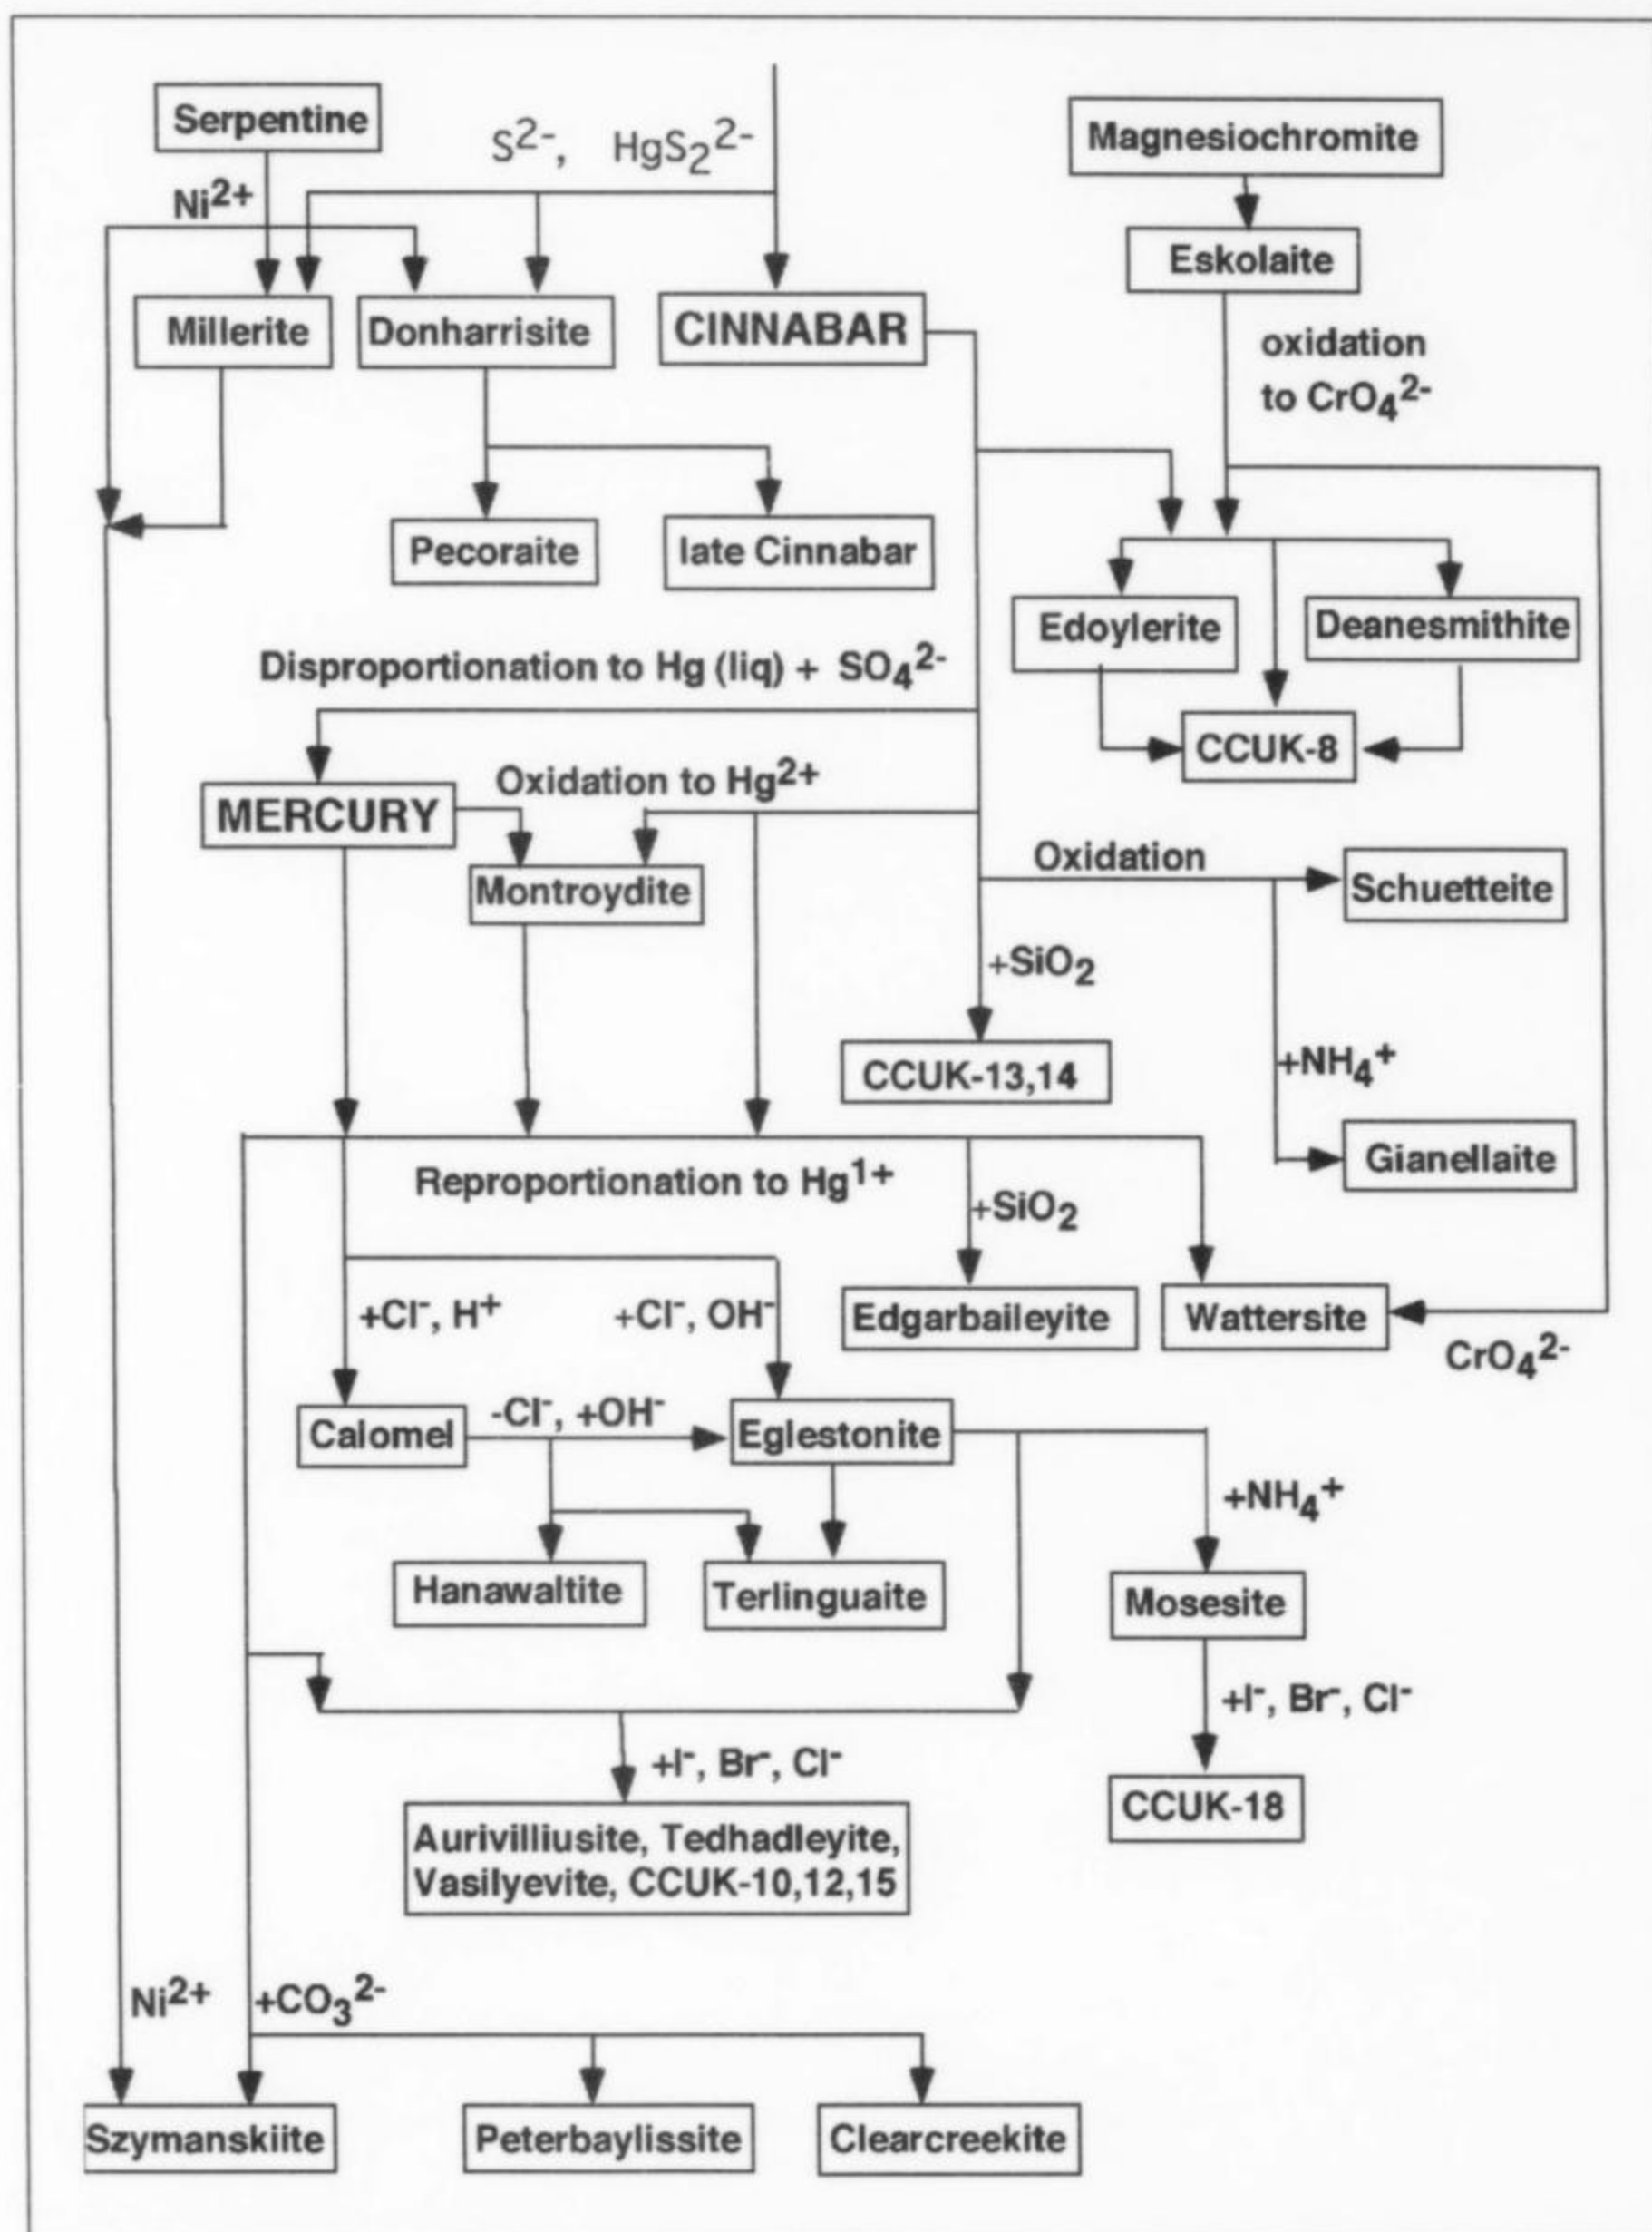 Serpentine
S2-, HgS22-
Magnesiochromite
Ni2+
Eskolaite
Millerite
Donharrisite
CINNABAR
oxidation
to CrO42-
Pecoraite
late Cinnabar
Edoylerite
Deanesmithite
Disproportionation to Hg (liq) + SO42-
CCUK-8
MERCURY
Oxidation to Hg2+
Montroydite
Oxidation
Schuetteite
+SiO2
CCUK-13,14
+NH4+
Gianellaite
Reproportionation to Hg1+
+SiO2
+Cl-, H+
+Cl-, OH-
Edgarbaileyite
Wattersite
CrO42-
Calomel
-Cl-, +OH-
Eglestonite
+NH4+
Hanawaltite
Terlinguaite
Mosesite
+I-, Br-, Cl-
+I-, Br-, Cl-
Aurivilliusite, Tedhadleyite,
Vasilyevite, CCUK-10,12,15
CCUK-18
Ni2+
+CO32-
Szymanskiite
Peterbaylissite
Clearcreekite